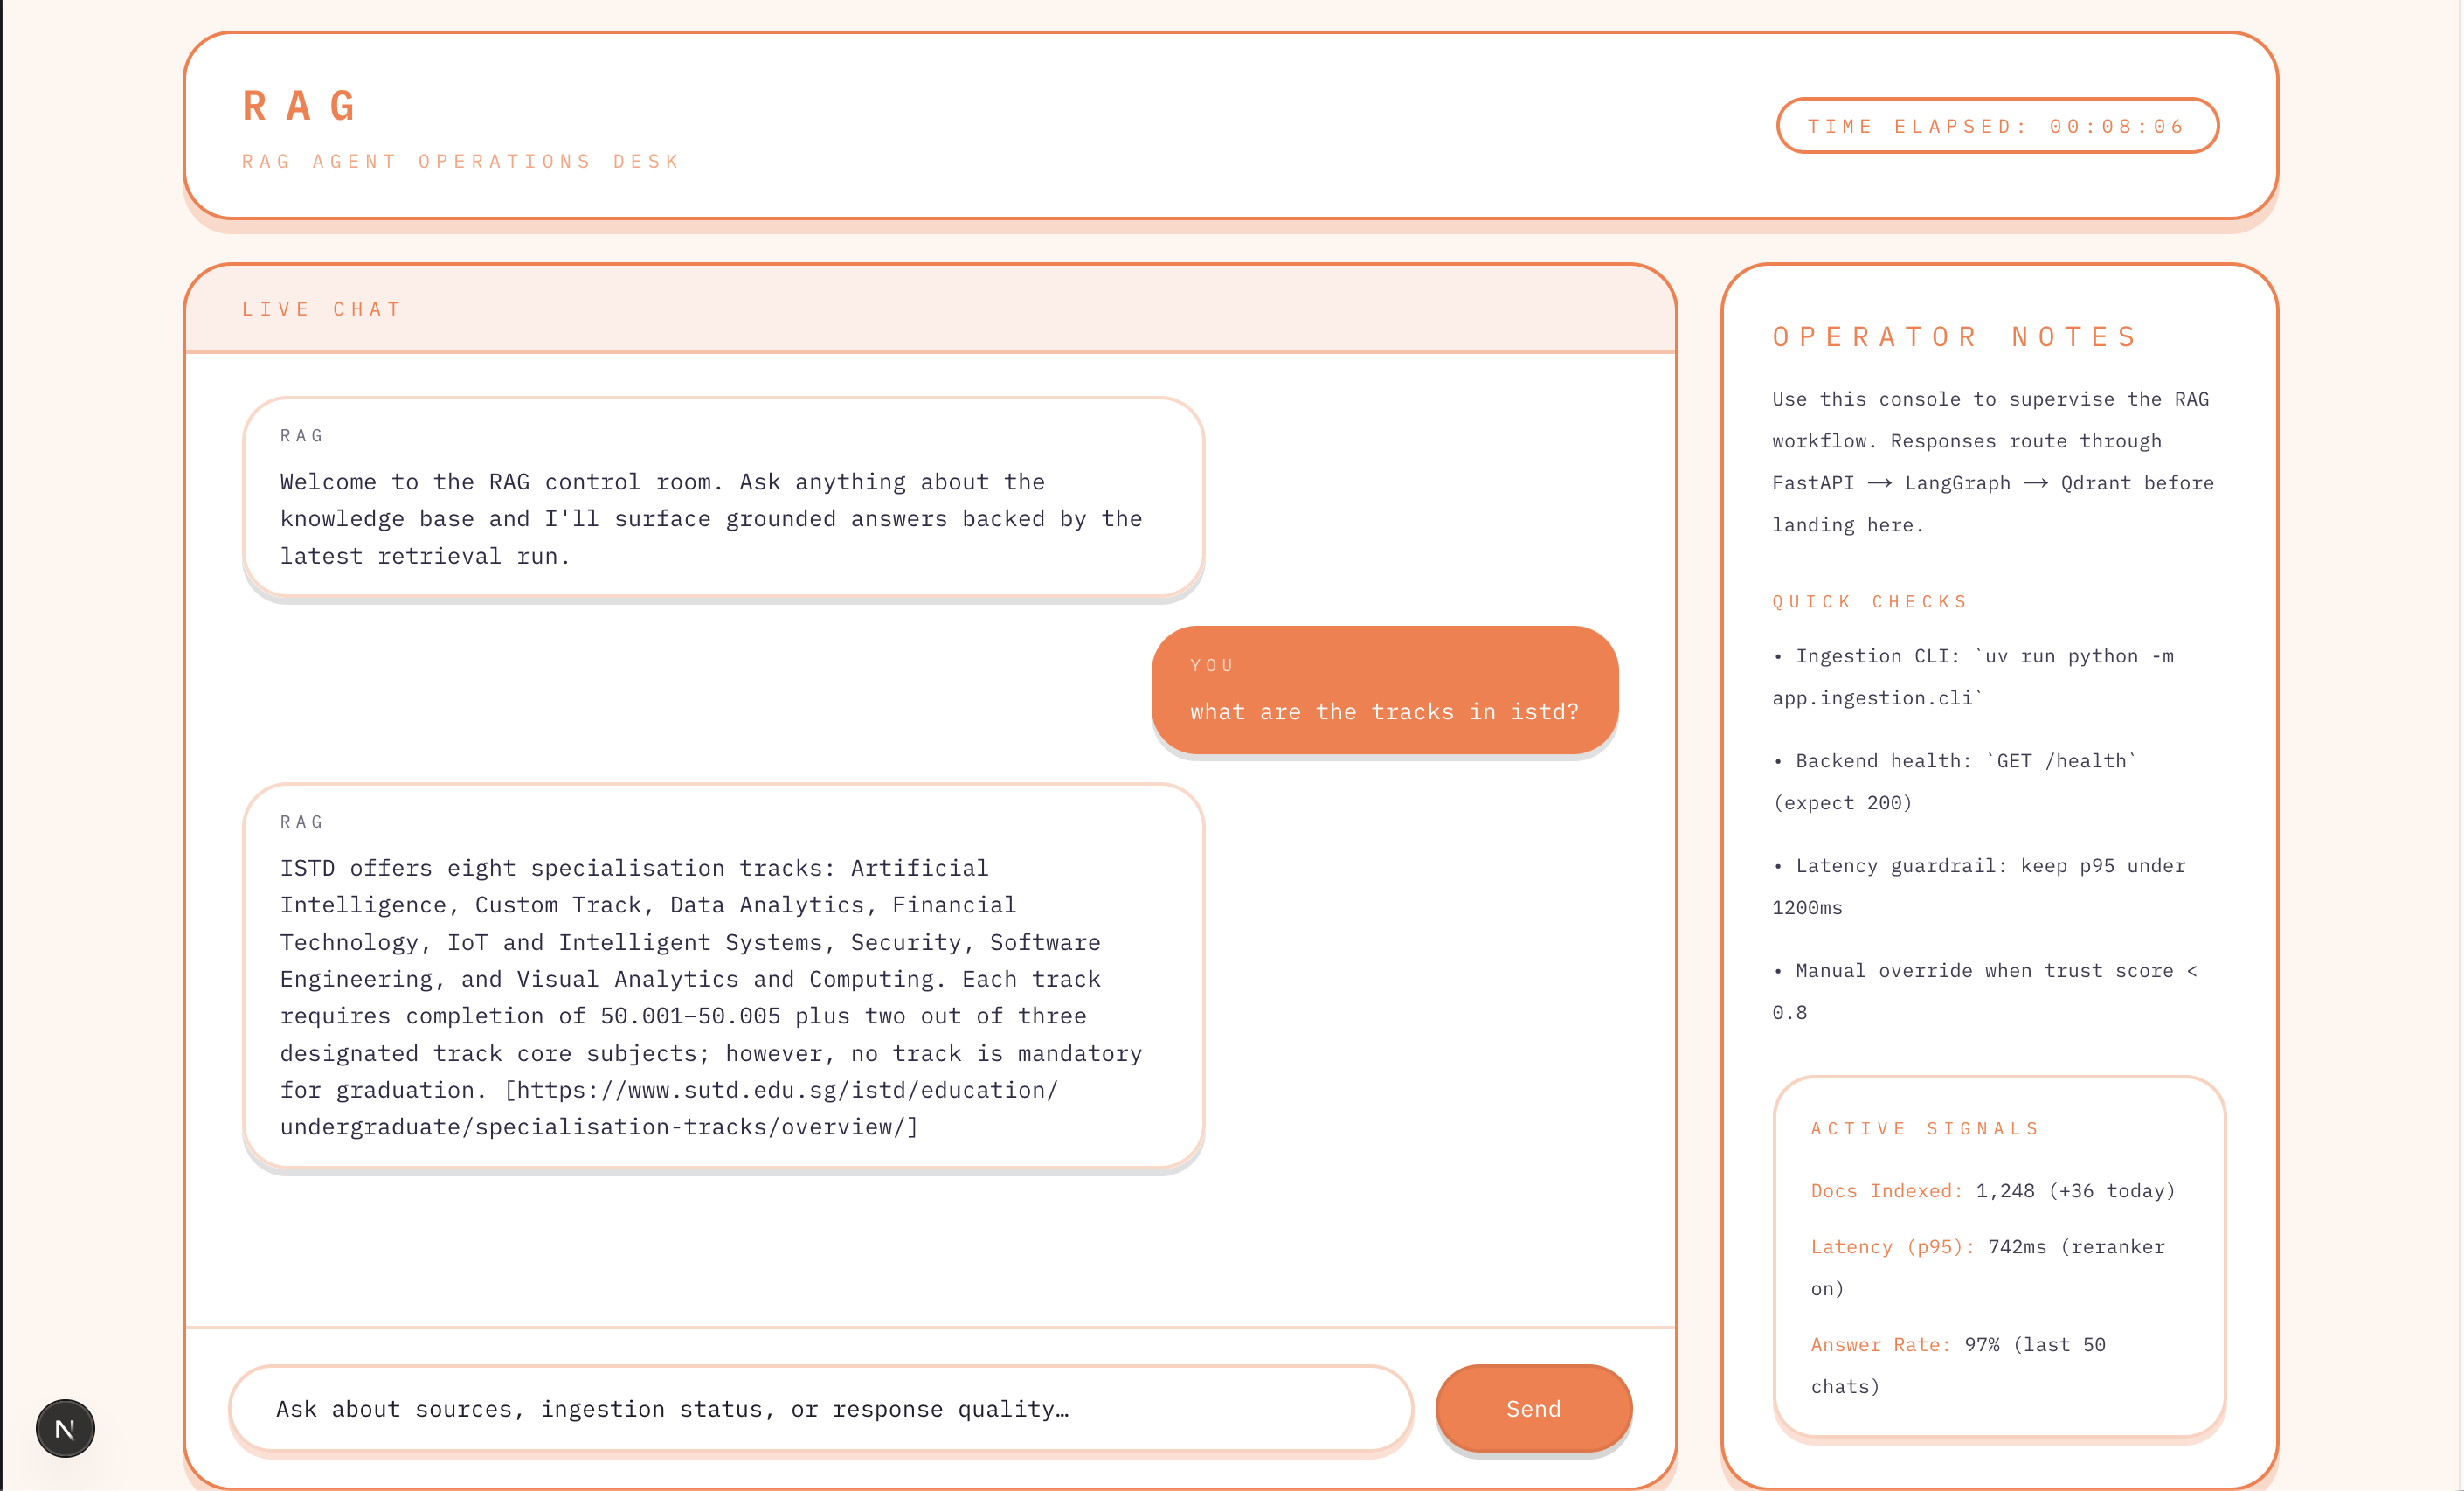 RAG
RAG AGENT OPERATIONS DESK
TIME ELAPSED: 00:08:06
LIVE CHAT
RAG
Welcome to the RAG control room. Ask anything about the
knowledge base and I'll surface grounded answers backed by the
latest retrieval run.
YOU
what are the tracks in istd?
RAG
ISTD offers eight specialisation tracks: Artificial
Intelligence, Custom Track, Data Analytics, Financial
Technology, IoT and Intelligent Systems, Security, Software
Engineering, and Visual Analytics and Computing. Each track
requires completion of 50.001–50.005 plus two out of three
designated track core subjects; however, no track is mandatory
for graduation. [https://www.sutd.edu.sg/istd/education/
undergraduate/specialisation-tracks/overview/]
Ask about sources, ingestion status, or response quality…
Send
OPERATOR NOTES
Use this console to supervise the RAG
workflow. Responses route through
FastAPI → LangGraph → Qdrant before
landing here.
QUICK CHECKS
• Ingestion CLI: `uv run python -m
app.ingestion.cli`
• Backend health: `GET /health`
(expect 200)
• Latency guardrail: keep p95 under
1200ms
• Manual override when trust score <
0.8
ACTIVE SIGNALS
Docs Indexed: 1,248 (+36 today)
Latency (p95): 742ms (reranker
on)
Answer Rate: 97% (last 50
chats)
N